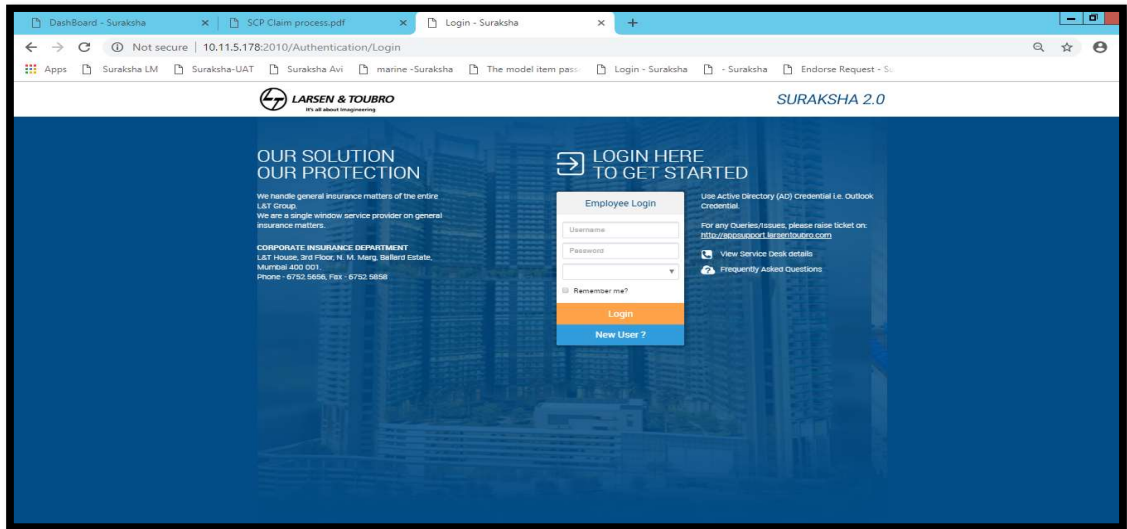 DashBoard - Suraksha
SCP Claim process.pdf
Login - Suraksha
Not secure | 10.11.5.178:2010/Authentication/Login
Apps
Suraksha LM
Suraksha-UAT
Suraksha Avi
marine -Suraksha
The model item pass
Login - Suraksha
- Suraksha
Endorse Request - S
LARSEN & TOUBRO
It's all about Imagineering
SURAKSHA 2.0
OUR SOLUTION
OUR PROTECTION
We handle general insurance matters of the entire
L&T Group.
We are a single window service provider on general
insurance matters.
CORPORATE INSURANCE DEPARTMENT
L&T House, 3rd Floor, N. M. Marg, Ballard Estate,
Mumbai 400 001.
Phone - 6752 5656, Fax - 6752 5858
LOGIN HERE
TO GET STARTED
Employee Login
Username
Password
Remember me?
Login
New User ?
Use Active Directory (AD) Credential i.e. Outlook
Credential.
For any Queries/Issues, please raise ticket on:
http://appsupport.larsentoubro.com
View Service Desk details
Frequently Asked Questions